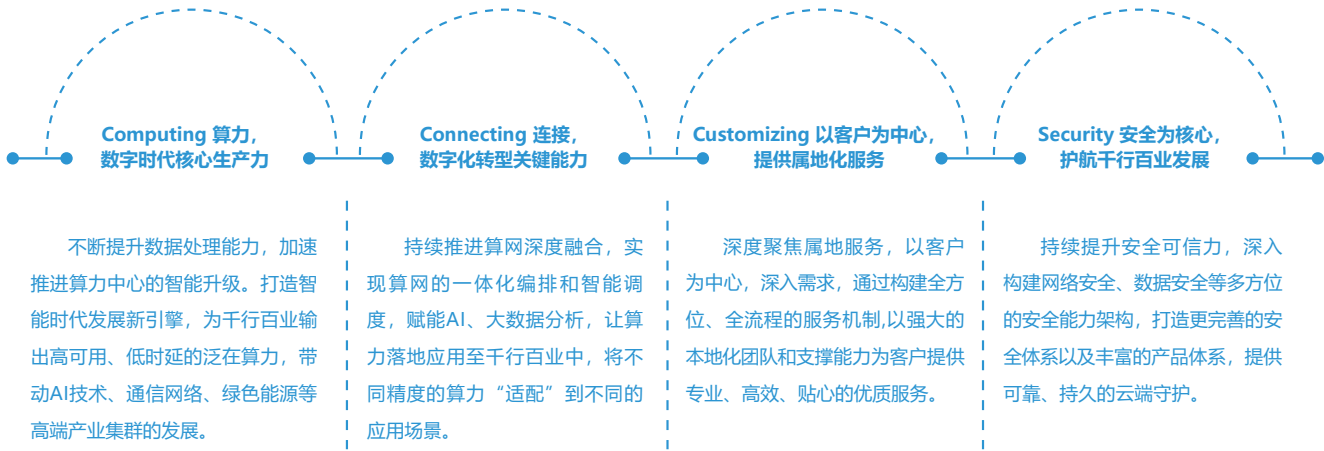 Computing 算力，
数字时代核心生产力
Connecting 连接，
数字化转型关键能力
Customizing 以客户为中心，
提供属地化服务
Security 安全为核心，
护航千行百业发展
不断提升数据处理能力，加速
推进算力中心的智能升级。打造智
能时代发展新引擎，为千行百业输
出高可用、低时延的泛在算力，带
动AI技术、通信网络、绿色能源等
高端产业集群的发展。
持续推进算网深度融合，实
现算网的一体化编排和智能调
度，赋能AI、大数据分析，让算
力落地应用至千行百业中，将不
同精度的算力“适配”到不同的
应用场景。
深度聚焦属地服务，以客户
为中心，深入需求，通过构建全方
位、全流程的服务机制,以强大的
本地化团队和支撑能力为客户提供
专业、高效、贴心的优质服务。
持续提升安全可信力，深入
构建网络安全、数据安全等多方位
的安全能力架构，打造更完善的安
全体系以及丰富的产品体系，提供
可靠、持久的云端守护。